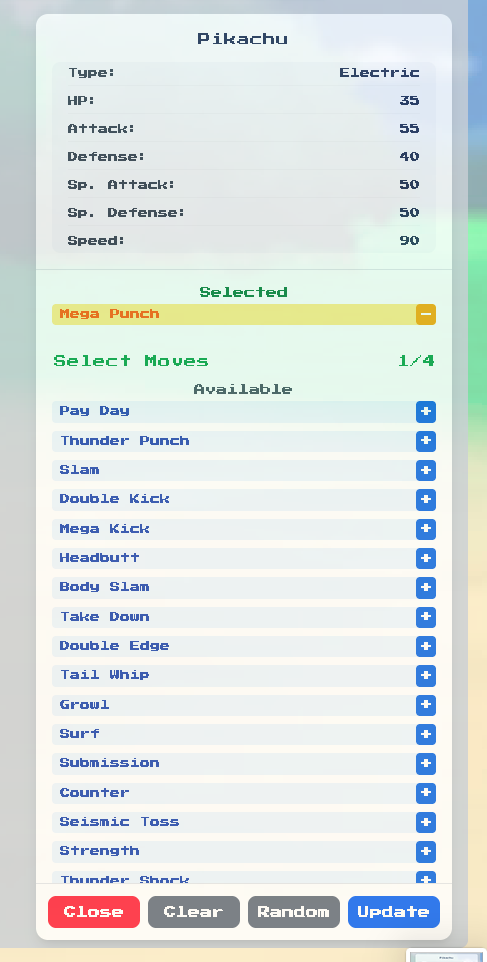 Pikachu
Type: Electric
HP: 35
Attack: 55
Defense: 40
Sp. Attack: 50
Sp. Defense: 50
Speed: 90
Selected
Mega Punch −
Select Moves 1/4
Available
Pay Day +
Thunder Punch +
Slam +
Double Kick +
Mega Kick +
Headbutt +
Body Slam +
Take Down +
Double Edge +
Tail Whip +
Growl +
Surf +
Submission +
Counter +
Seismic Toss +
Strength +
Thunder Shock +
Close Clear Random Update